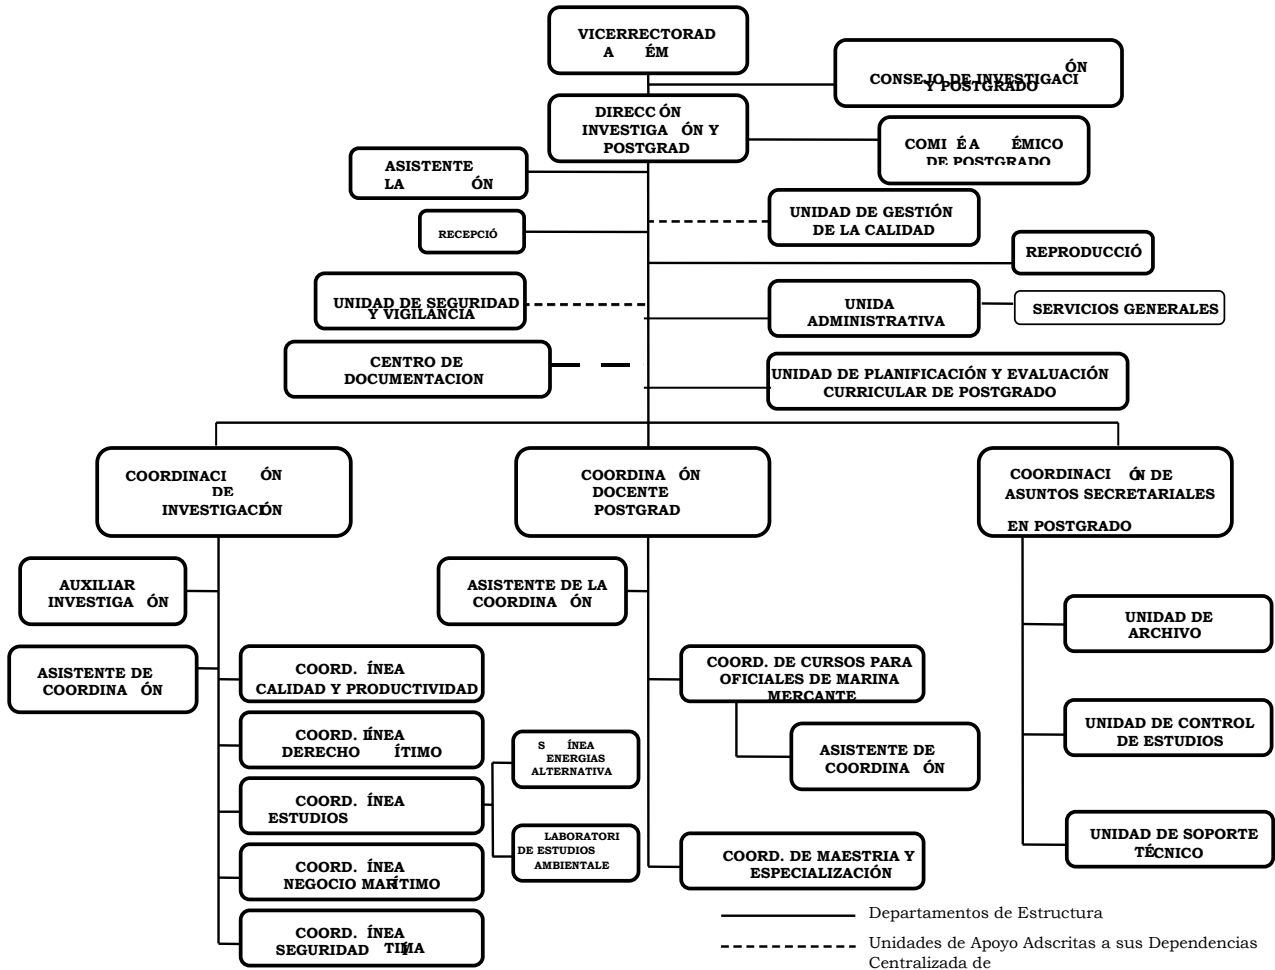 VICERRECTORAD
A ÉM
ÓN
CONSEJO DE INVESTIGACI
Y POSTGRADO
DIRECC ÓN
INVESTIGA ÓN Y
POSTGRAD
COMI É A ÉMICO
DE POSTGRADO
ASISTENTE
LA ÓN
UNIDAD DE GESTIÓN
DE LA CALIDAD
RECEPCIÓ
REPRODUCCIÓ
UNIDAD DE SEGURIDAD
Y VIGILANCIA
UNIDA
ADMINISTRATIVA
SERVICIOS GENERALES
CENTRO DE
DOCUMENTACION
UNIDAD DE PLANIFICACIÓN Y EVALUACIÓN
CURRICULAR DE POSTGRADO
COORDINACI ÓN
DE
INVESTIGACIÓN
COORDINA ÓN
DOCENTE
POSTGRAD
COORDINACI ÓN DE
ASUNTOS SECRETARIALES
EN POSTGRADO
AUXILIAR
INVESTIGA ÓN
ASISTENTE DE
COORDINA ÓN
COORD. ÍNEA
CALIDAD Y PRODUCTIVIDAD
COORD. LÍNEA
DERECHO ÍTIMO
COORD. ÍNEA
ESTUDIOS
COORD. ÍNEA
NEGOCIO MARÍTIMO
COORD. ÍNEA
SEGURIDAD TIMA
S ÍNEA
ENERGIAS
ALTERNATIVA
LABORATORI
DE ESTUDIOS
AMBIENTALE
ASISTENTE DE LA
COORDINA ÓN
COORD. DE CURSOS PARA
OFICIALES DE MARINA
MERCANTE
ASISTENTE DE
COORDINA ÓN
COORD. DE MAESTRIA Y
ESPECIALIZACIÓN
UNIDAD DE
ARCHIVO
UNIDAD DE CONTROL
DE ESTUDIOS
UNIDAD DE SOPORTE
TÉCNICO
Departamentos de Estructura
Unidades de Apoyo Adscritas a sus Dependencias
Centralizada de